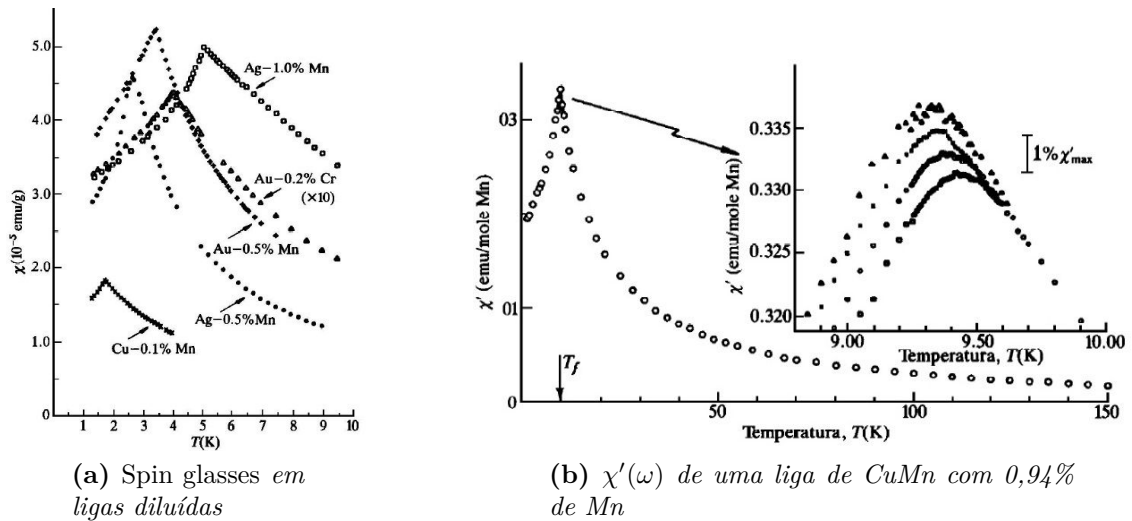 5.0
4.0
3.0
2.0
1.0
0
χ(10⁻⁵ emu/g)
Ag−1.0% Mn
Au−0.2% Cr
(×10)
Au−0.5% Mn
Ag−0.5%Mn
Cu−0.1% Mn
1 2 3 4 5 6 7 8 9 10
T(K)
(a) Spin glasses em
ligas diluídas
03
01
0
χ′ (emu/mole Mn)
T_f
50 100 150
Temperatura, T(K)
0.335
0.330
0.325
0.320
χ′ (emu/mole Mn)
1%χ′max
9.00 9.50 10.00
Temperatura, T(K)
(b) χ′(ω) de uma liga de CuMn com 0,94%
de Mn